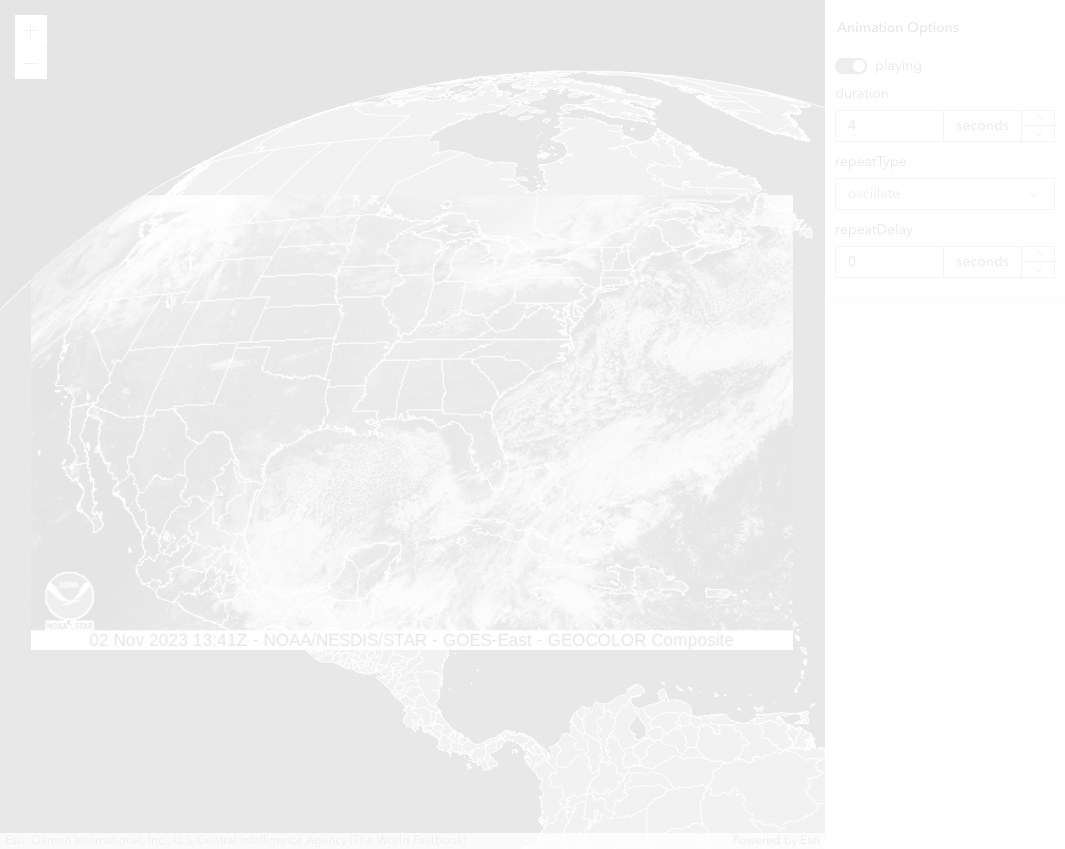 Animation Options
playing
duration
4 seconds
repeatType
oscillate
repeatDelay
0 seconds
NOAA
NOAA STAR
02 Nov 2023 13:41Z - NOAA/NESDIS/STAR - GOES-East - GEOCOLOR Composite
Esri, Garmin International, Inc., U.S. Central Intelligence Agency (The World Factbook)
Powered by Esri